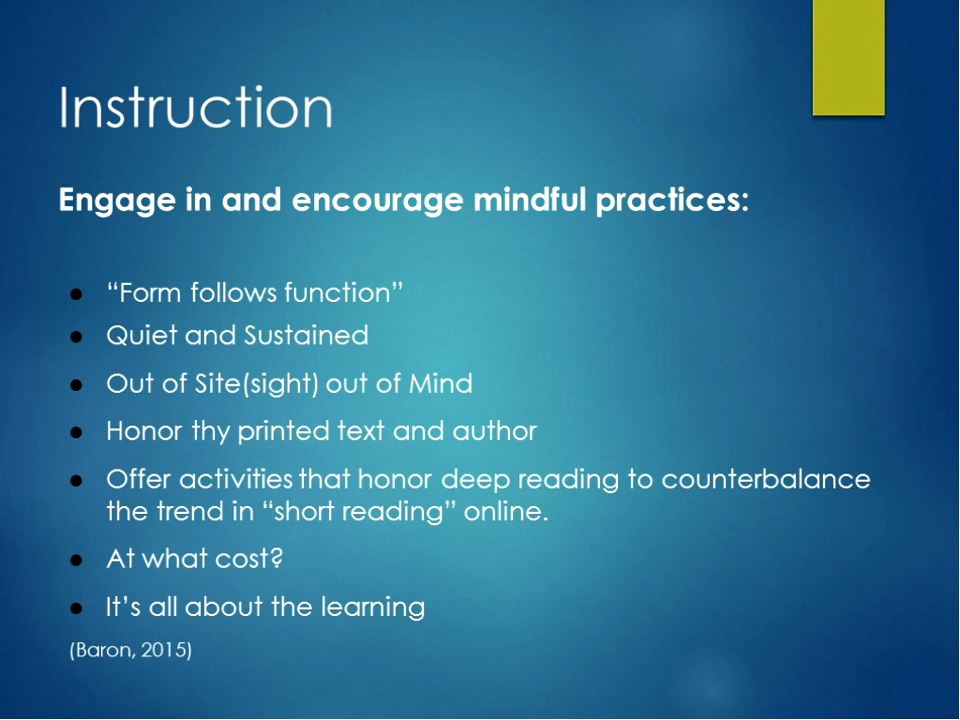 Instruction
Engage in and encourage mindful practices:
● “Form follows function”
● Quiet and Sustained
● Out of Site(sight) out of Mind
● Honor thy printed text and author
● Offer activities that honor deep reading to counterbalance
the trend in “short reading” online.
● At what cost?
● It’s all about the learning
(Baron, 2015)